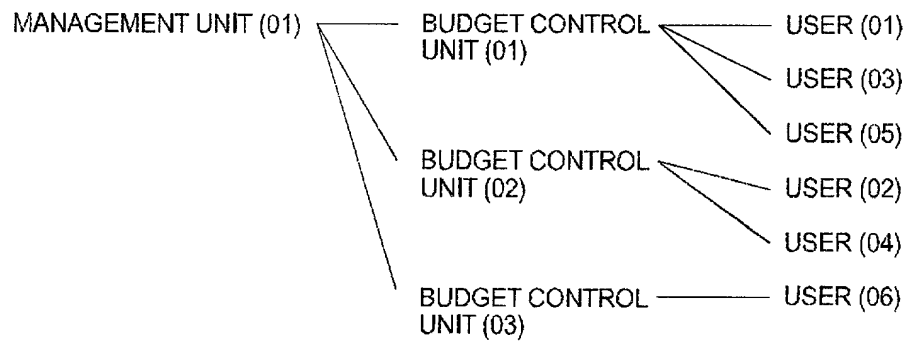 MANAGEMENT UNIT (01)
BUDGET CONTROL
UNIT (01)
USER (01)
USER (03)
USER (05)
BUDGET CONTROL
UNIT (02)
USER (02)
USER (04)
BUDGET CONTROL
UNIT (03)
USER (06)